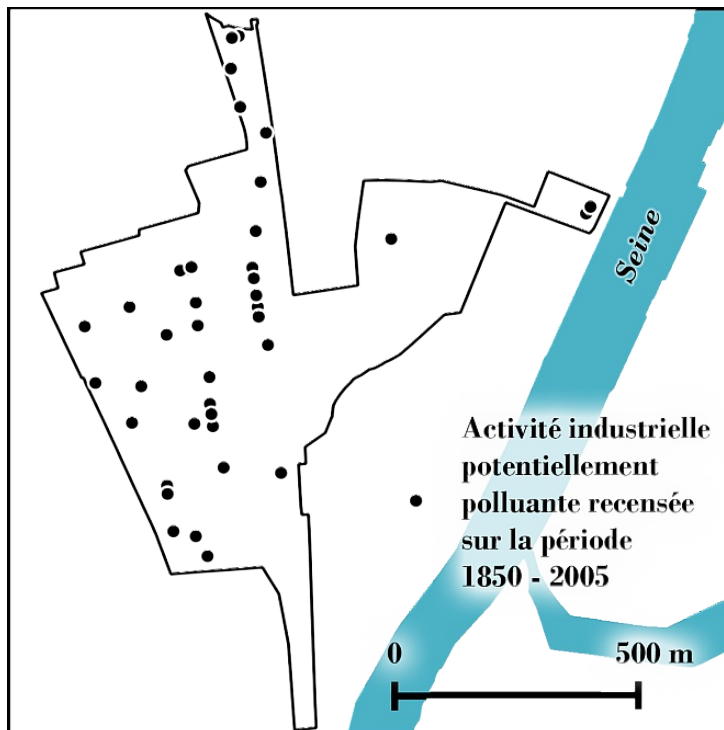 Seine
Activité industrielle
potentiellement
polluante recensée
sur la période
1850 - 2005
0 500 m